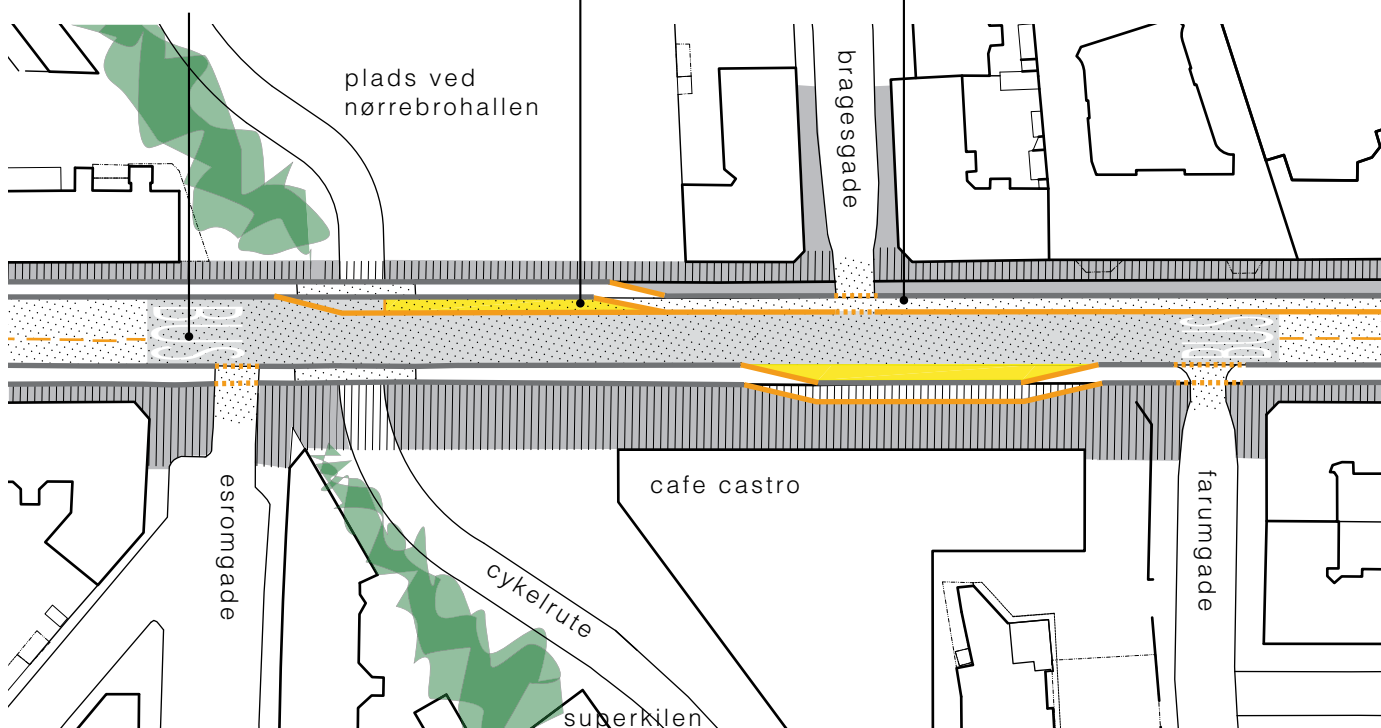 plads ved
nørrebrohallen
bragesgade
BUS
BUS
cafe castro
esromgade
cykelrute
farumgade
superkilen